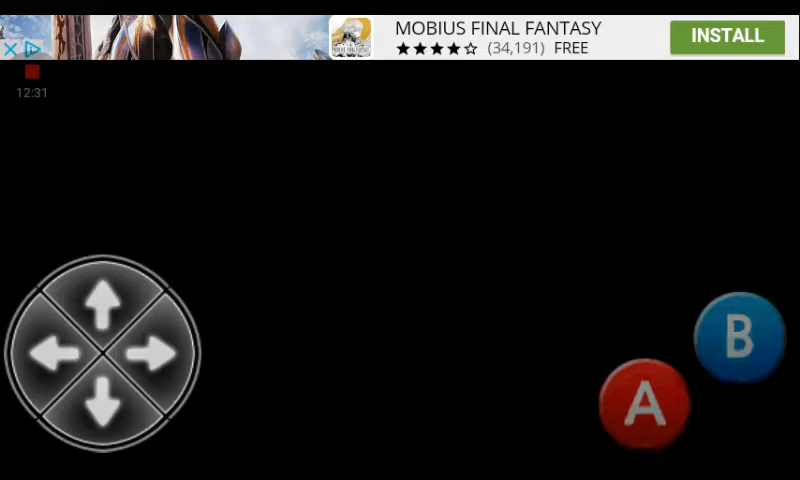 MOBIUS FINAL FANTASY
(34,191) FREE
INSTALL
12:31
B
A